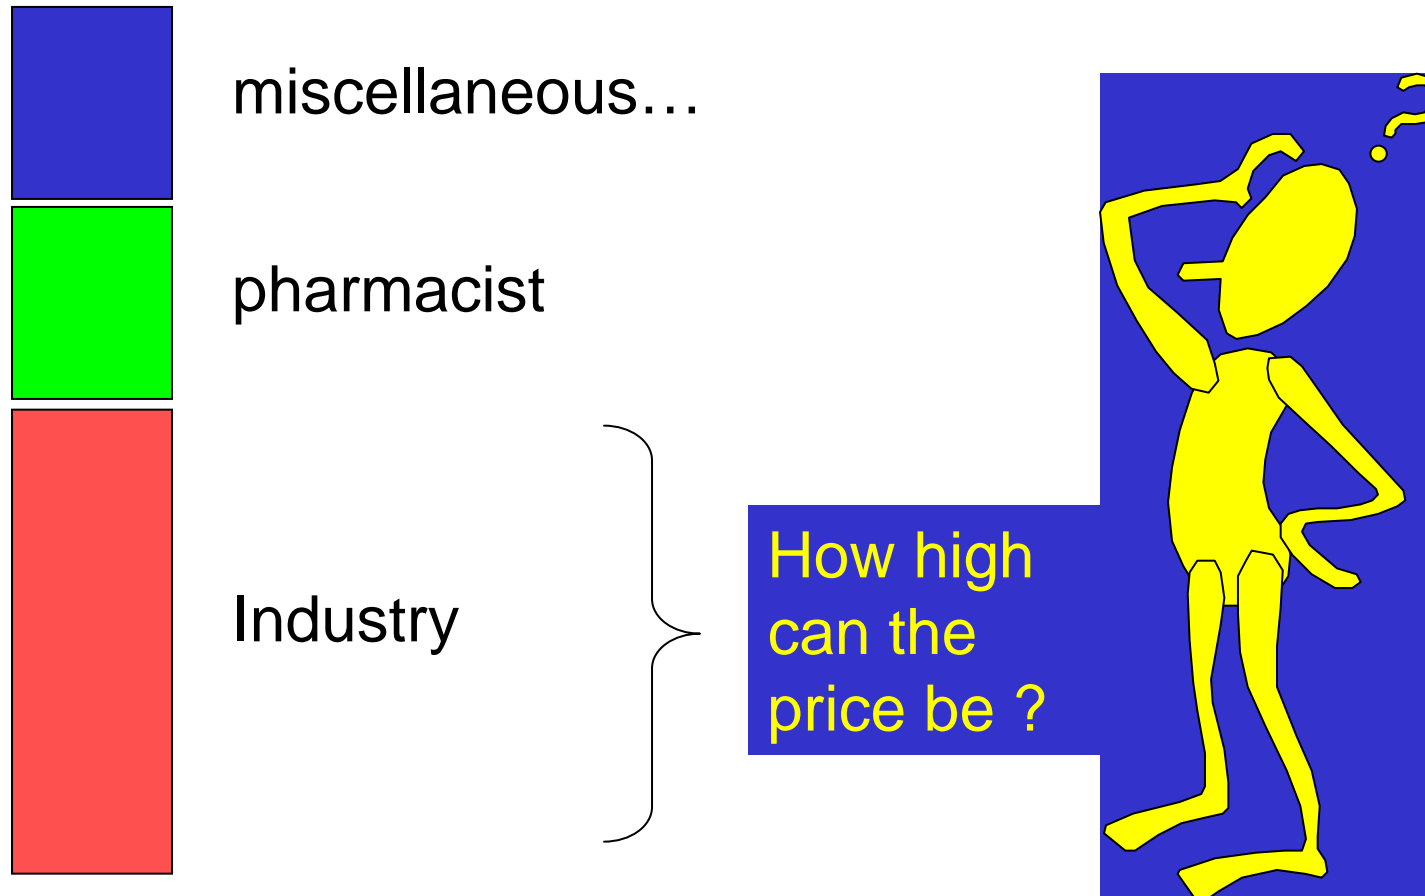 miscellaneous…
pharmacist
Industry
How high
can the
price be ?